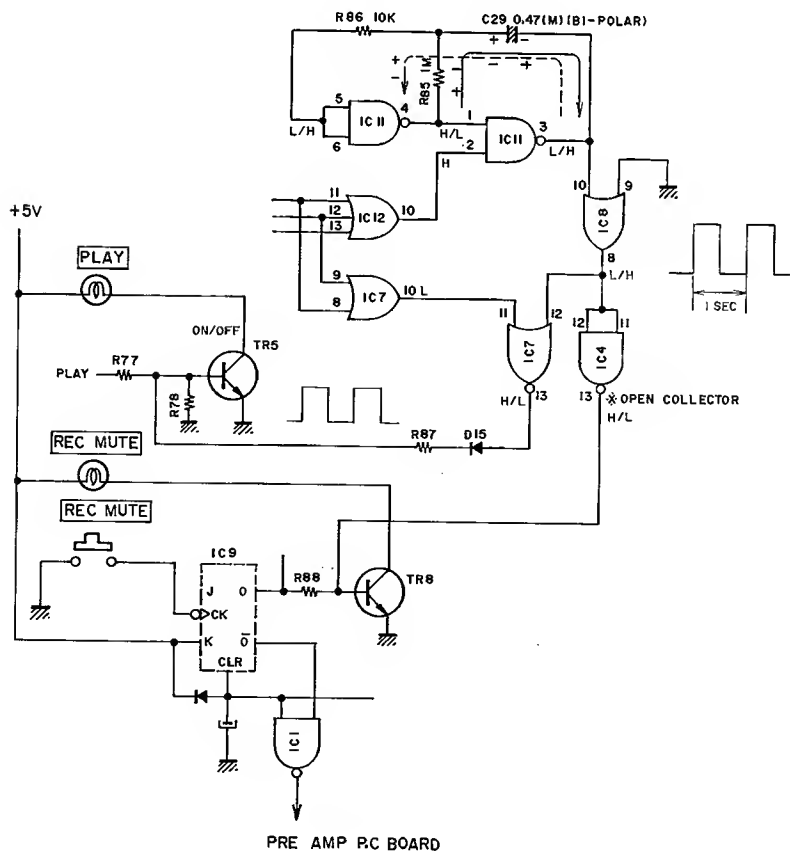 R86 10K
C29 0.47(M)(BI-POLAR)
+ -
+
-
R85 1M
-
+
- +
5
6
IC11
4
L/H
H/L
1
2
IC11
3
L/H
H
11
12
13
IC12
10
10
9
IC8
8
L/H
+5V
PLAY
9
8
IC7
10 L
11
12
IC7
13
H/L
12
11
IC4
13
※OPEN COLLECTOR
H/L
1 SEC
ON/OFF
TR5
PLAY
R77
R78
R87
D15
REC MUTE
REC MUTE
IC9
J
O
CK
K
O̅
CLR
R88
TR8
IC1
PRE AMP P.C BOARD